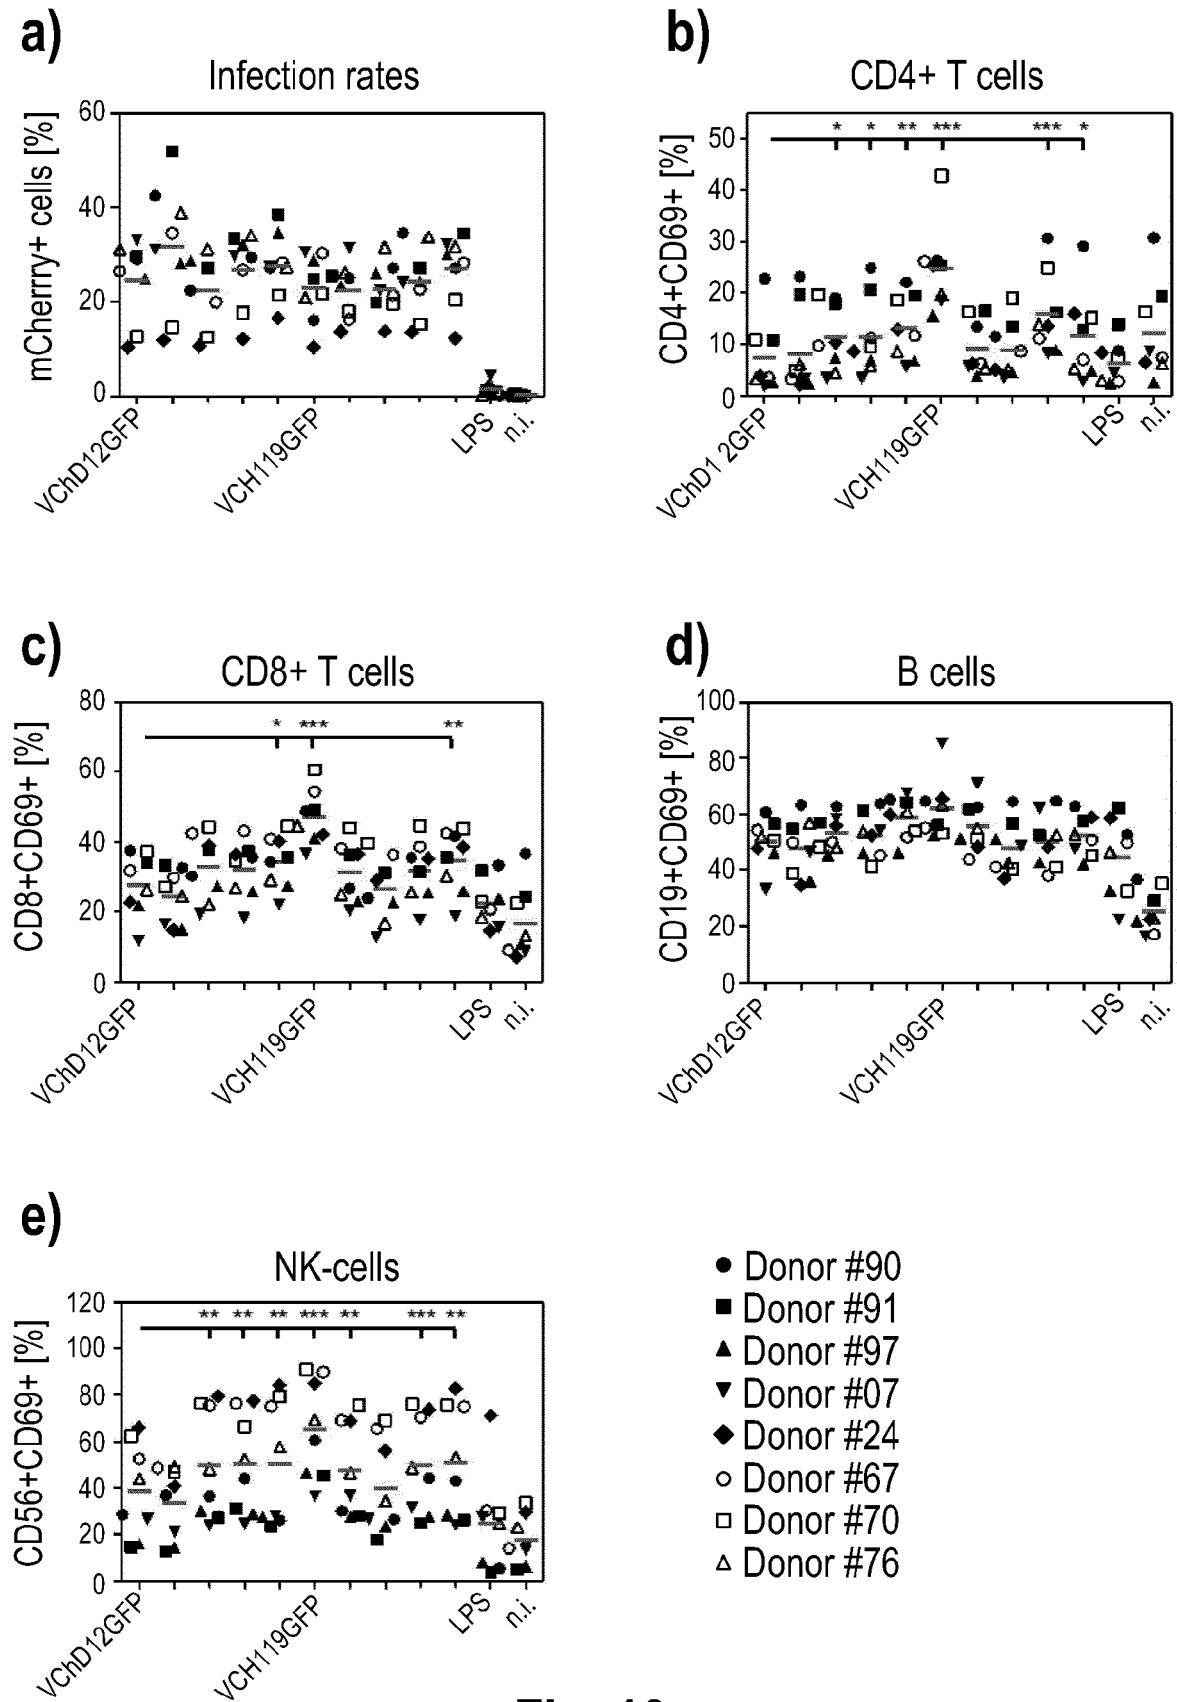 a)
Infection rates
mCherry+ cells [%]
60
40
20
0
VChD12GFP
VCH119GFP
LPS
n.i.
b)
CD4+ T cells
CD4+CD69+ [%]
* * ** *** *** *
50
40
30
20
10
0
VChD1 2GFP
VCH119GFP
LPS
n.i.
c)
CD8+ T cells
CD8+CD69+ [%]
* *** **
80
60
40
20
0
VChD12GFP
VCH119GFP
LPS
n.i.
d)
B cells
CD19+CD69+ [%]
100
80
60
40
20
0
VChD12GFP
VCH119GFP
LPS
n.i.
e)
NK-cells
CD56+CD69+ [%]
** ** ** *** ** *** **
120
100
80
60
40
20
0
VChD12GFP
VCH119GFP
LPS
n.i.
Donor #90
Donor #91
Donor #97
Donor #07
Donor #24
Donor #67
Donor #70
Donor #76